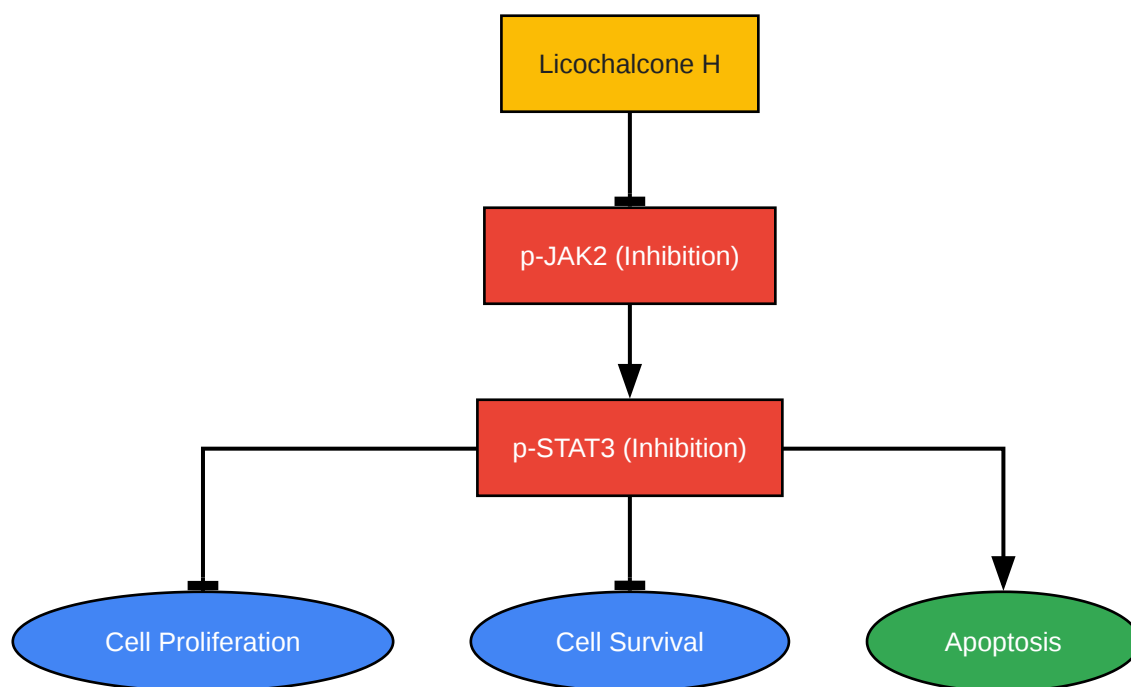 Licochalcone H
p-JAK2 (Inhibition)
p-STAT3 (Inhibition)
Cell Proliferation
Cell Survival
Apoptosis